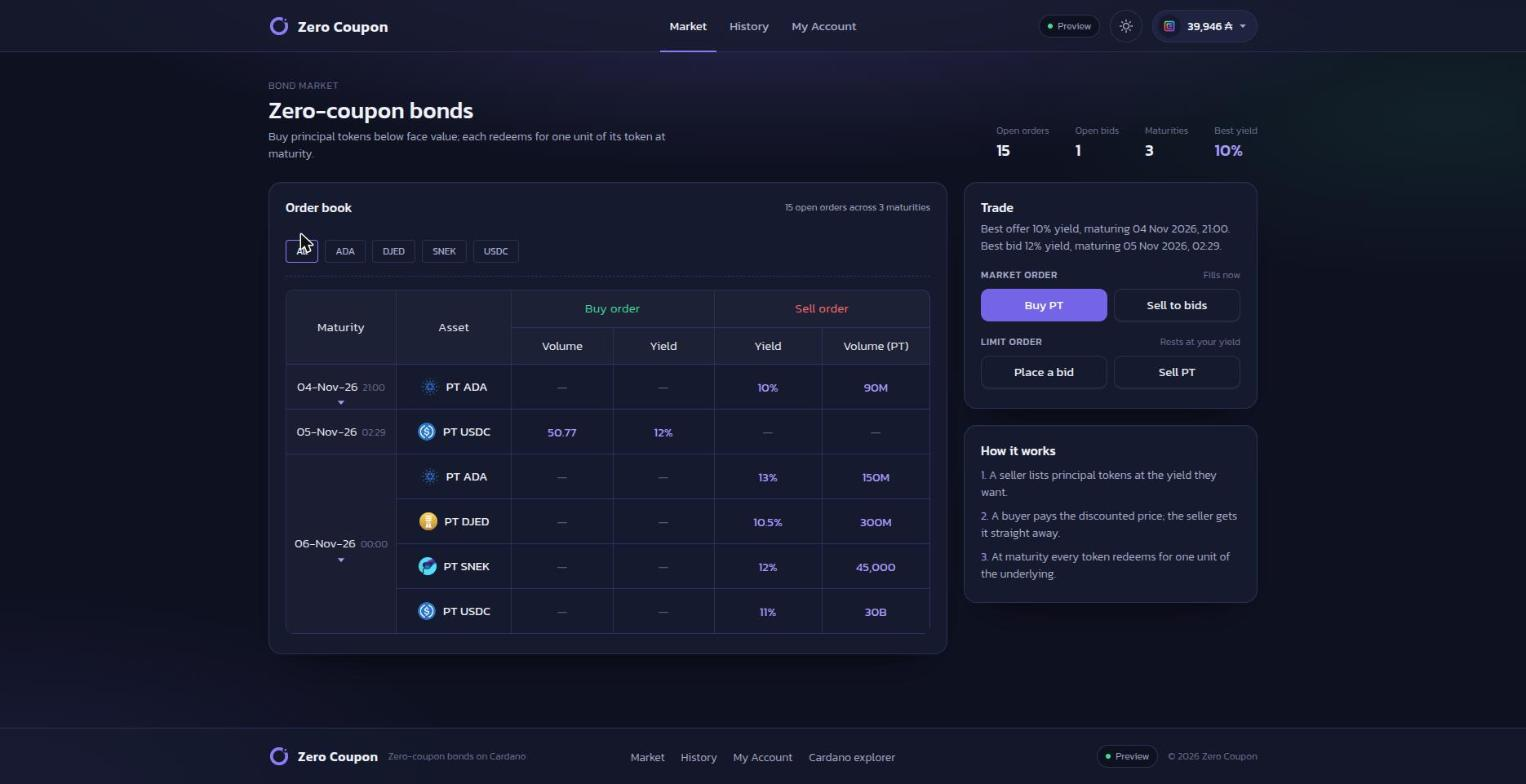 Zero Coupon
Market History My Account
Preview
39,946 ₳
BOND MARKET
Zero-coupon bonds
Buy principal tokens below face value; each redeems for one unit of its token at
maturity.
Open orders Open bids Maturities Best yield
15 1 3 10%
Order book
15 open orders across 3 maturities
ADA DJED SNEK USDC
Maturity Asset Buy order Sell order
Volume Yield Yield Volume (PT)
04-Nov-26 21:00 PT ADA — — 10% 90M
05-Nov-26 02:29 PT USDC 50.77 12% — —
PT ADA — — 13% 150M
PT DJED — — 10.5% 300M
06-Nov-26 00:00
PT SNEK — — 12% 45,000
PT USDC — — 11% 30B
Trade
Best offer 10% yield, maturing 04 Nov 2026, 21:00.
Best bid 12% yield, maturing 05 Nov 2026, 02:29.
MARKET ORDER Fills now
Buy PT Sell to bids
LIMIT ORDER Rests at your yield
Place a bid Sell PT
How it works
1. A seller lists principal tokens at the yield they
want.
2. A buyer pays the discounted price; the seller gets
it straight away.
3. At maturity every token redeems for one unit of
the underlying.
Zero Coupon Zero-coupon bonds on Cardano
Market History My Account Cardano explorer
Preview © 2026 Zero Coupon